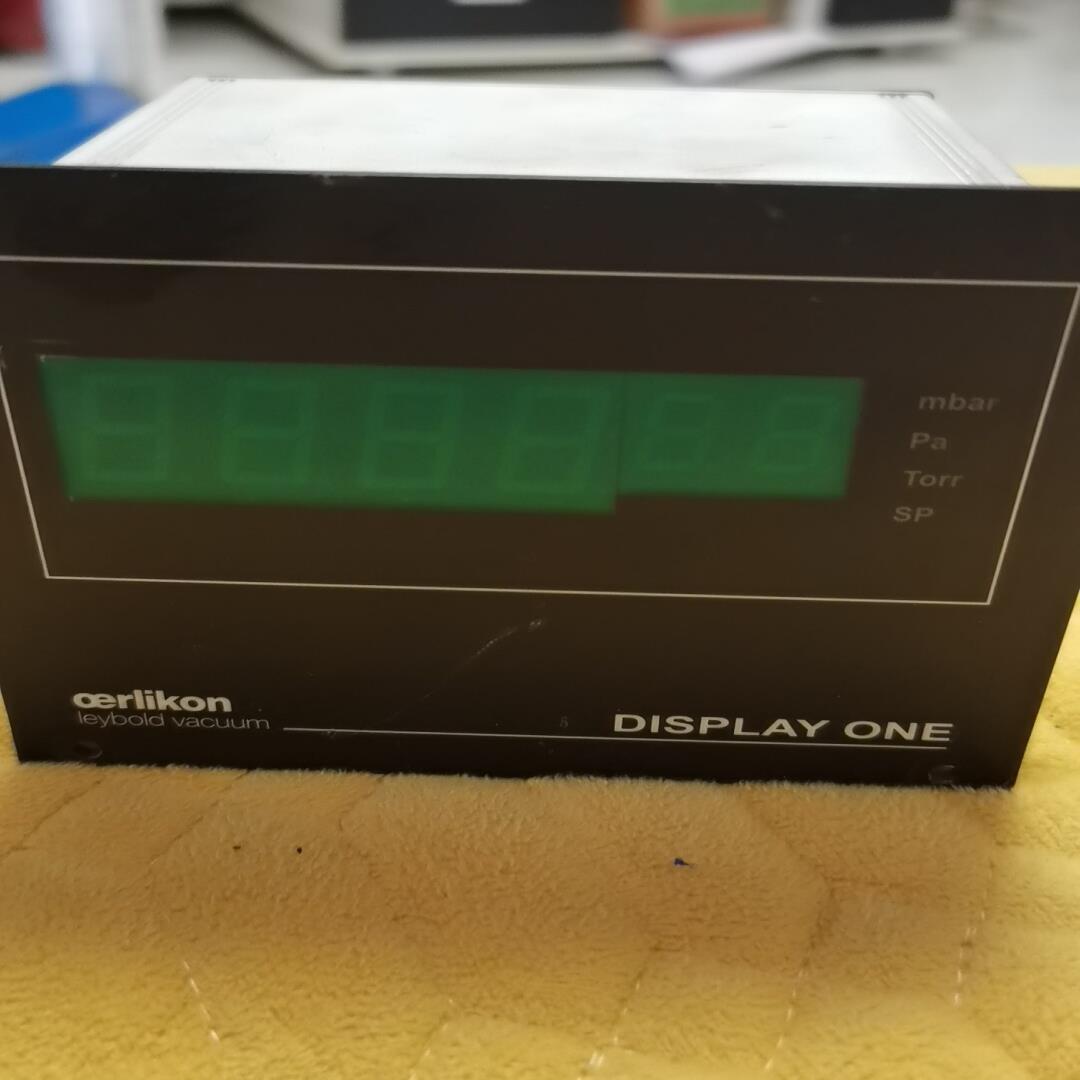 mbar
Pa
Torr
SP
œrlikon
leybold vacuum
DISPLAY ONE